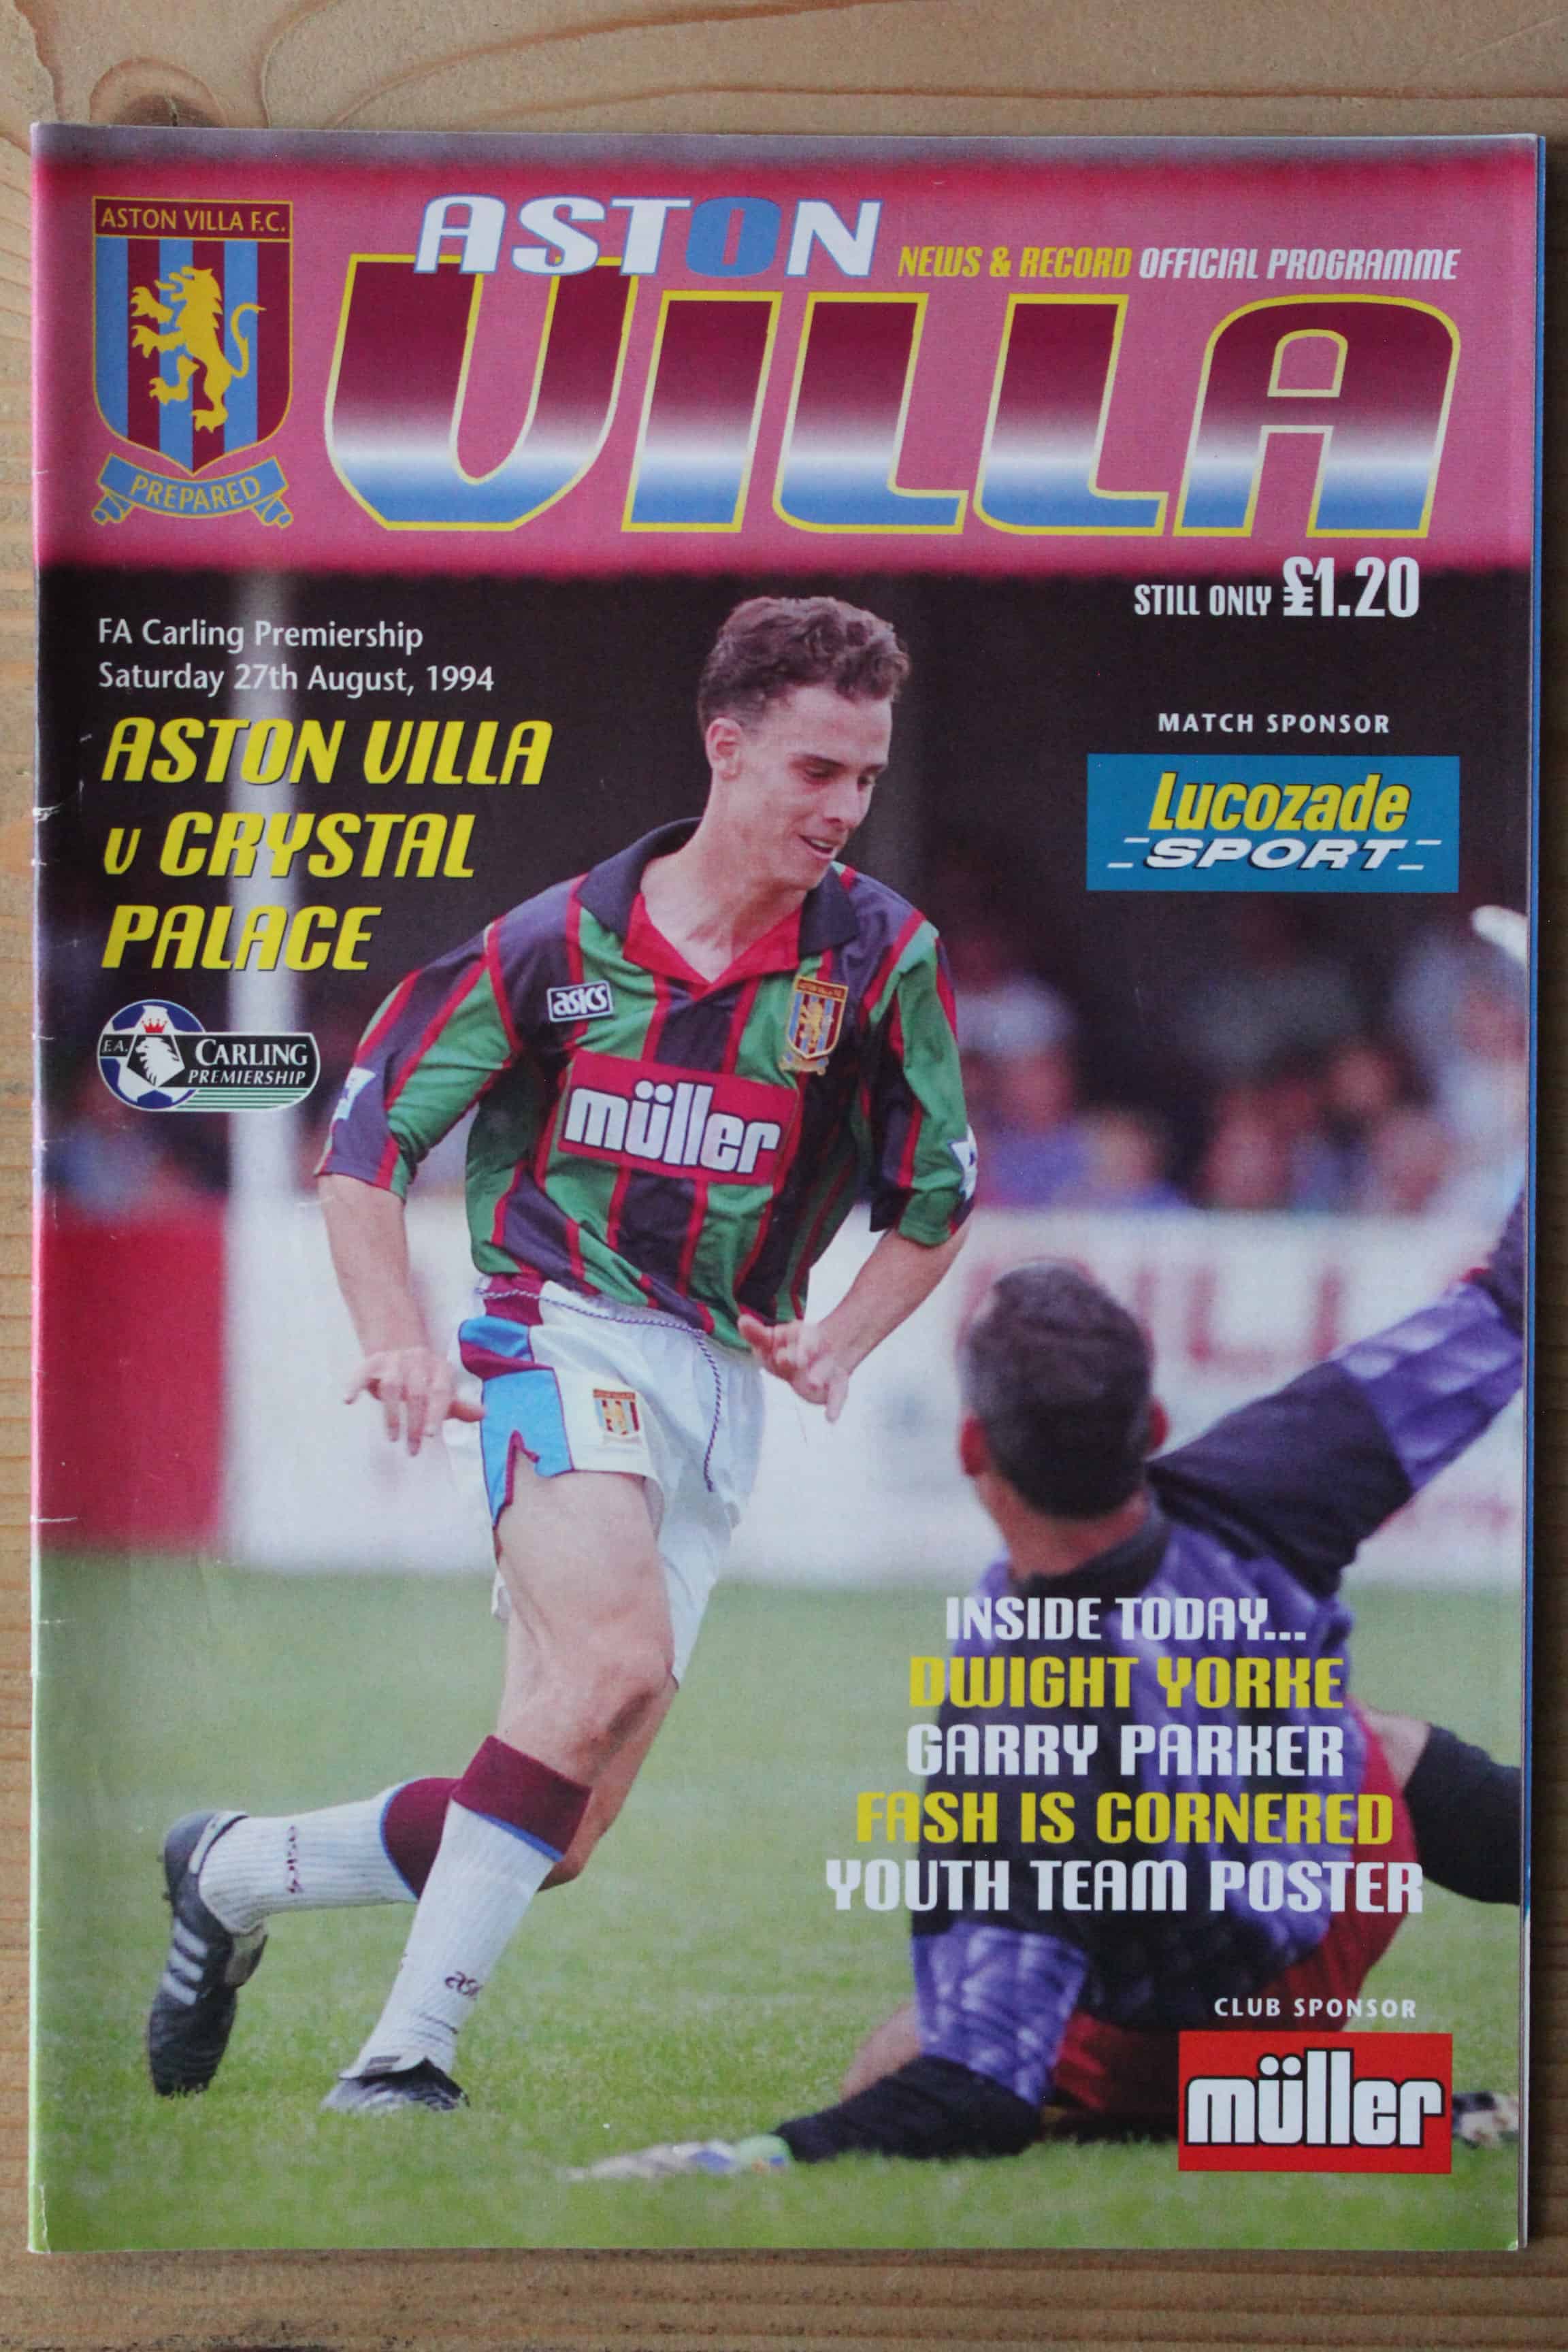 ASTON VILLA F.C.
PREPARED
ASTON
VILLA
NEWS & RECORD OFFICIAL PROGRAMME
STILL ONLY £1.20
FA Carling Premiership
Saturday 27th August, 1994
ASTON VILLA
v CRYSTAL
PALACE
F.A.
CARLING
PREMIERSHIP
MATCH SPONSOR
Lucozade
SPORT
asics
ASTON VILLA F.C.
müller
INSIDE TODAY...
DWIGHT YORKE
GARRY PARKER
FASH IS CORNERED
YOUTH TEAM POSTER
CLUB SPONSOR
müller